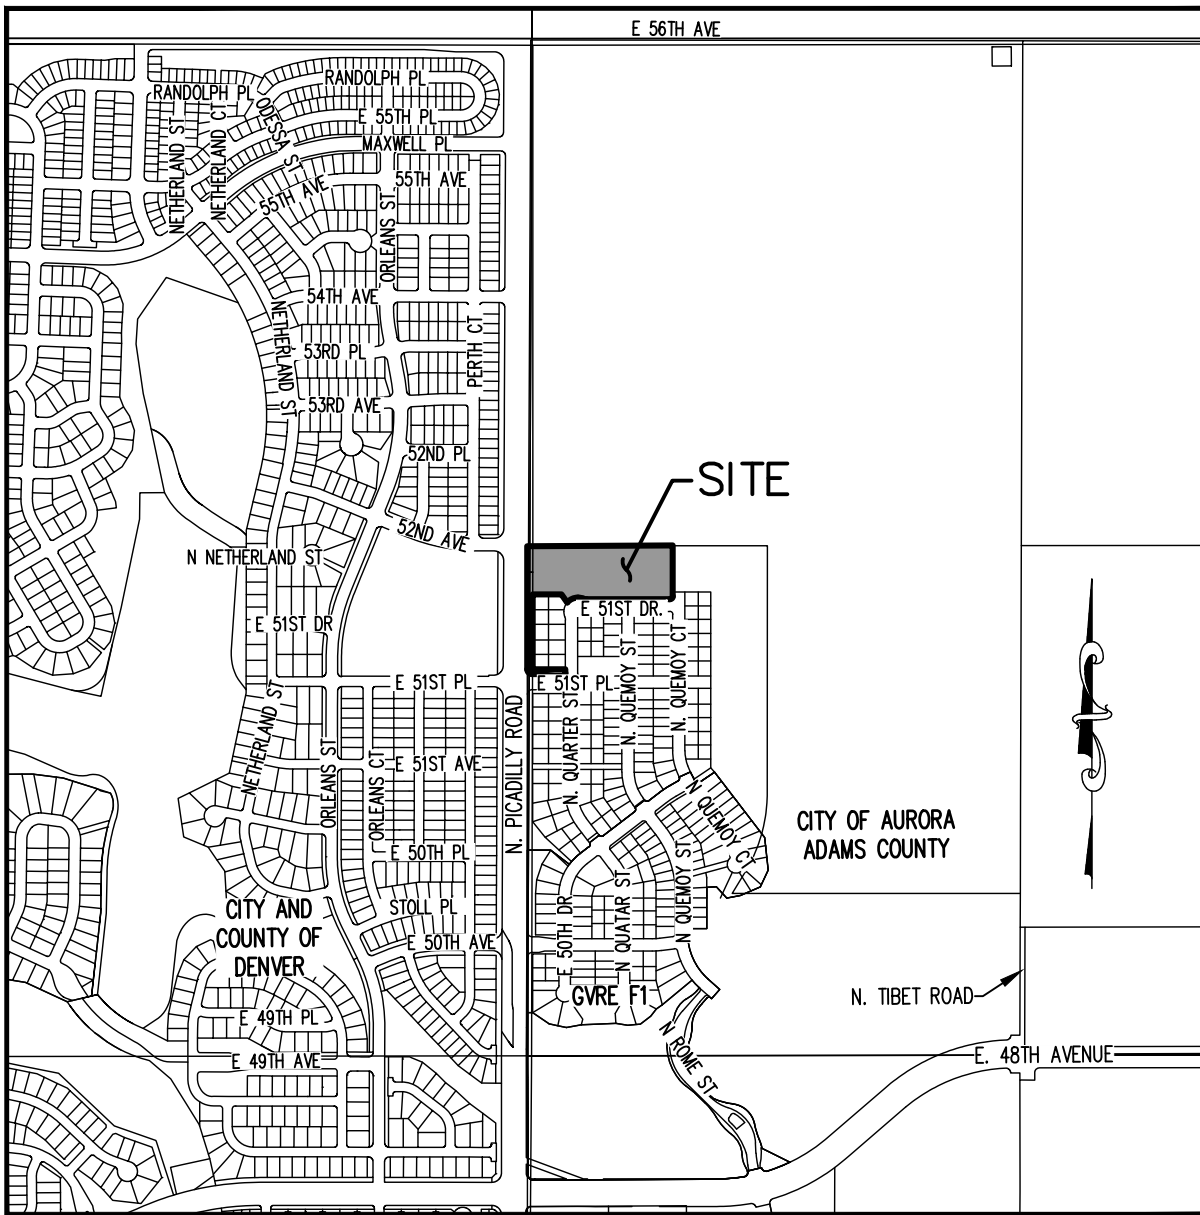 E 56TH AVE
RANDOLPH PL
RANDOLPH PL
ODESSA ST
E 55TH PL
MAXWELL PL
NETHERLAND ST
NETHERLAND CT
55TH AVE
55TH AVE
ORLEANS ST
54TH AVE
NETHERLAND ST
53RD PL
PERTH CT
53RD AVE
52ND PL
SITE
52ND AVE
N NETHERLAND ST
E 51ST DR
E 51ST DR.
E 51ST PL
E 51ST PL
N. QUEMOY ST
N. QUEMOY CT
NETHERLAND ST
ORLEANS ST
ORLEANS CT
E 51ST AVE
N. PICADILLY ROAD
N. QUARTER ST
N QUEMOY CT
CITY OF AURORA
ADAMS COUNTY
E 50TH PL
STOLL PL
E 50TH AVE
CITY AND
COUNTY OF
DENVER
E 50TH DR
N QUATAR ST
N QUEMOY ST
GVRE F1
N. TIBET ROAD
E 49TH PL
E 49TH AVE
N ROME ST
E. 48TH AVENUE